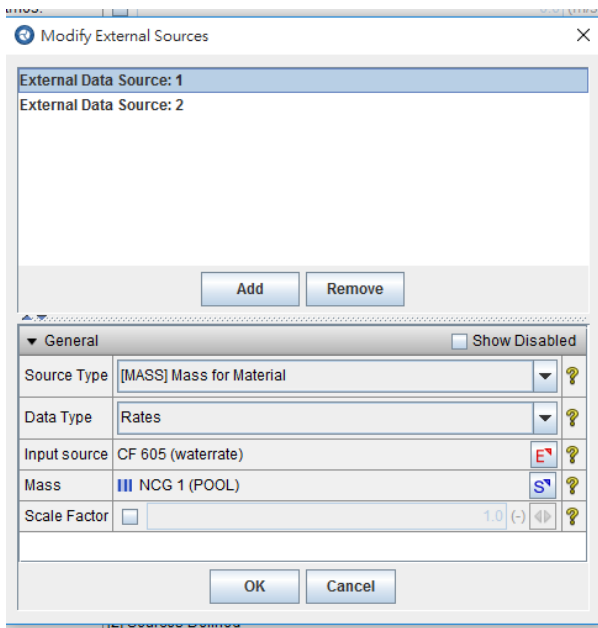 Modify External Sources
External Data Source: 1
External Data Source: 2
Add Remove
General Show Disabled
Source Type [MASS] Mass for Material
Data Type Rates
Input source CF 605 (waterrate) E
Mass NCG 1 (POOL) S
Scale Factor 1.0 (-)
OK Cancel